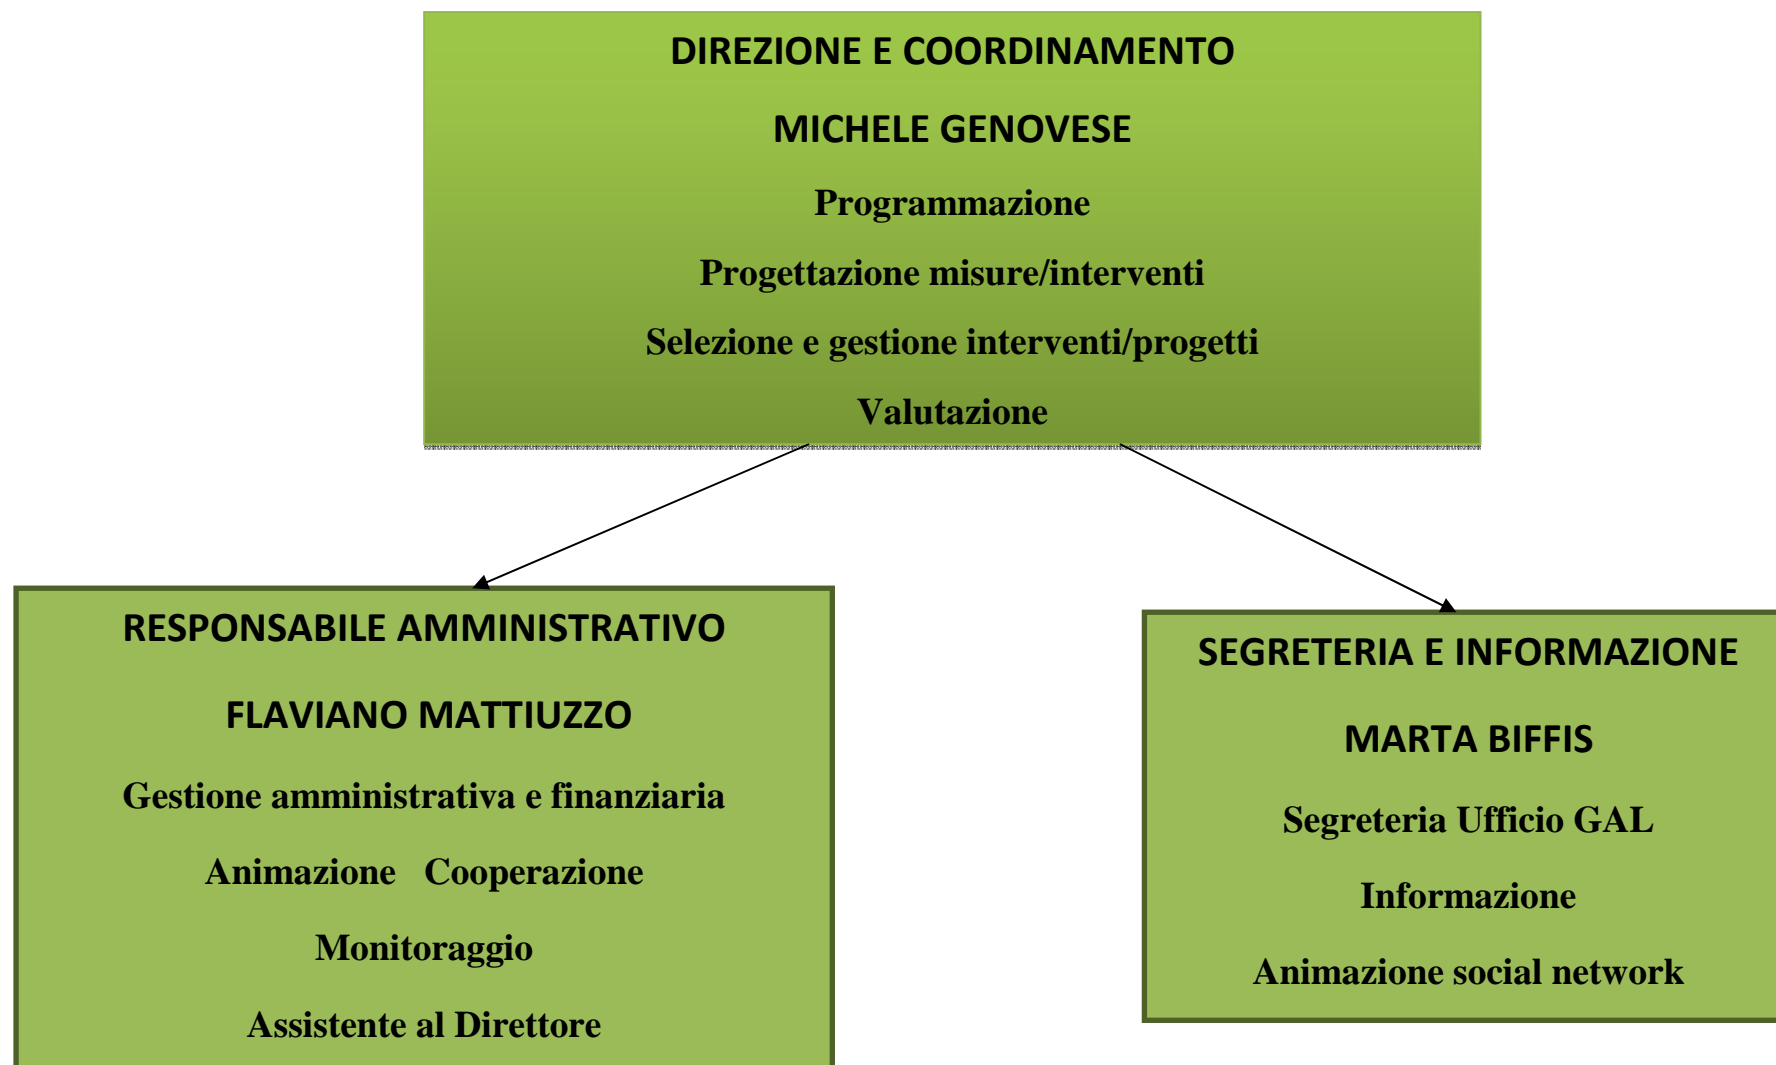 DIREZIONE E COORDINAMENTO
MICHELE GENOVESE
Programmazione
Progettazione misure/interventi
Selezione e gestione interventi/progetti
Valutazione
RESPONSABILE AMMINISTRATIVO
FLAVIANO MATTIUZZO
Gestione amministrativa e finanziaria
Animazione   Cooperazione
Monitoraggio
Assistente al Direttore
SEGRETERIA E INFORMAZIONE
MARTA BIFFIS
Segreteria Ufficio GAL
Informazione
Animazione social network